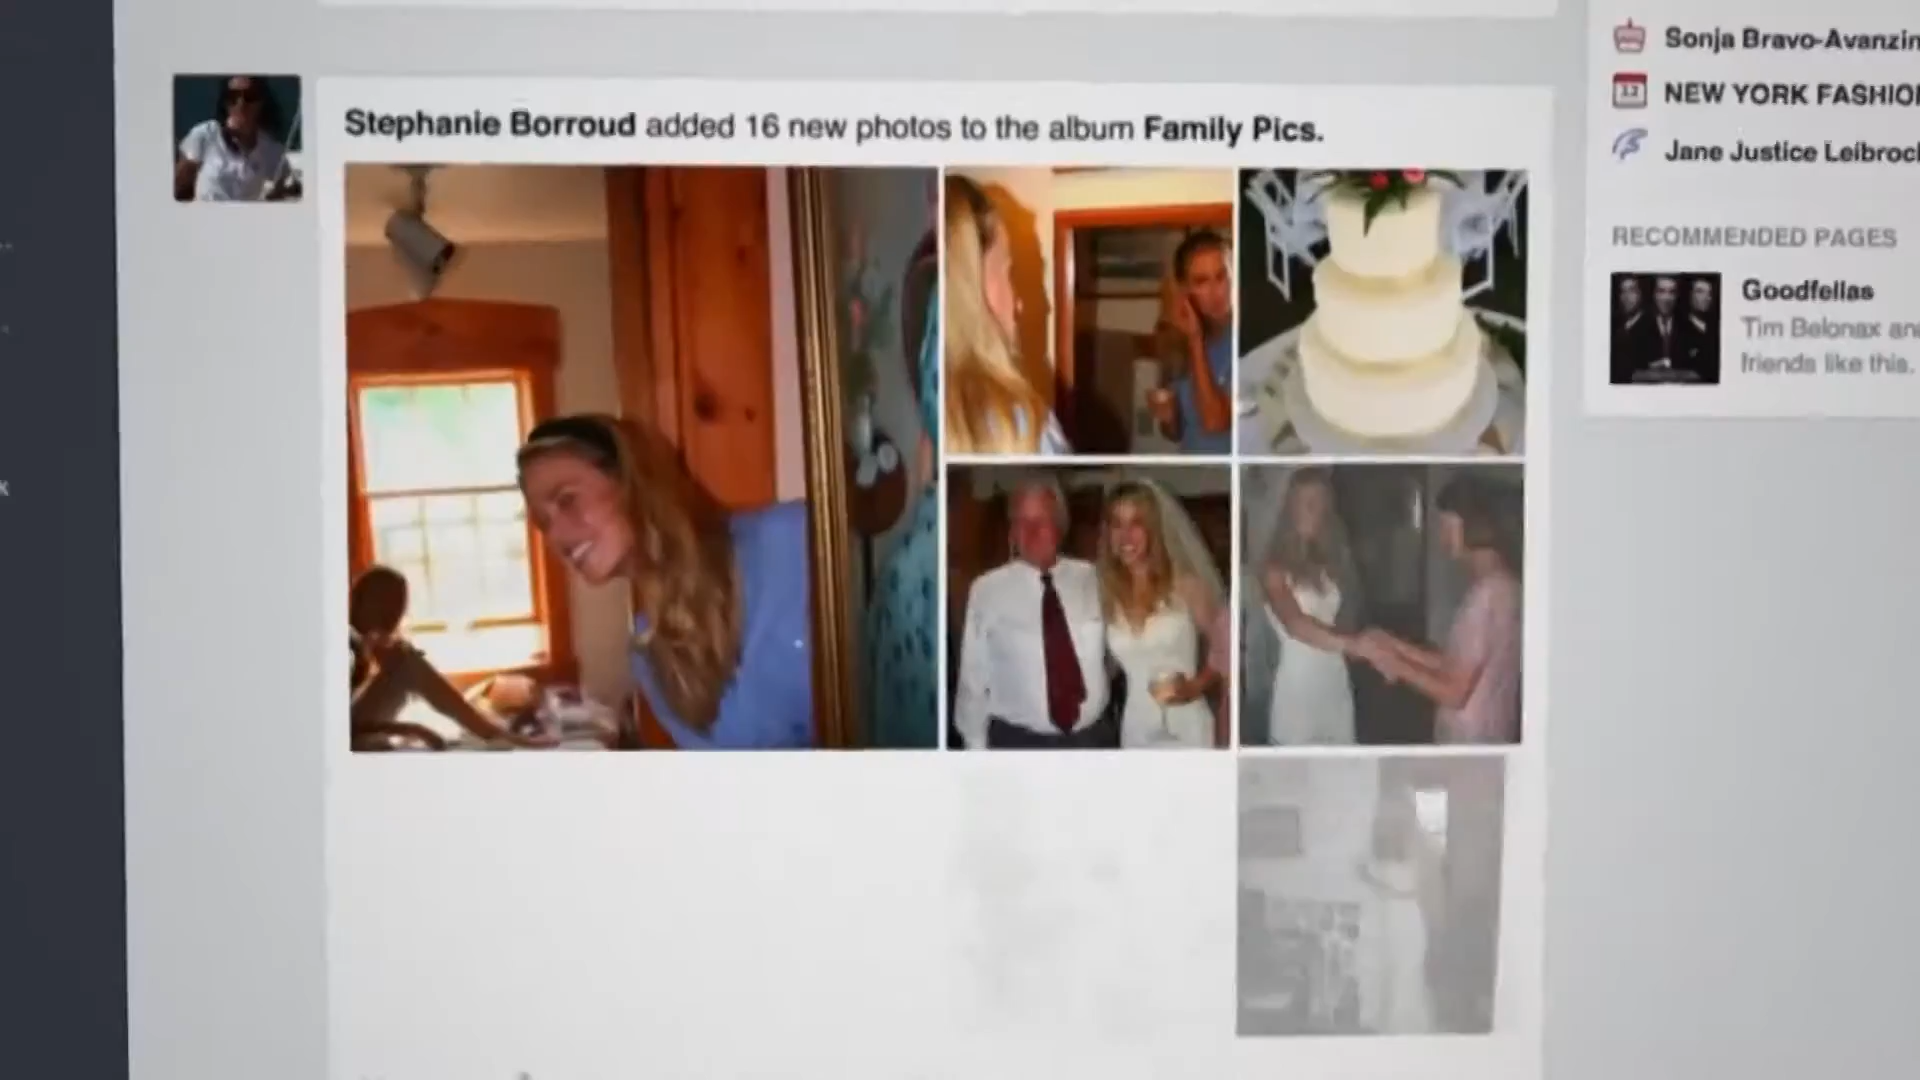 Stephanie Borroud added 16 new photos to the album Family Pics.
Sonja Bravo-Avanzin
12
NEW YORK FASHIO
Jane Justice Leibroc
RECOMMENDED PAGES
Goodfellas
Tim Belonax an
friends like this.